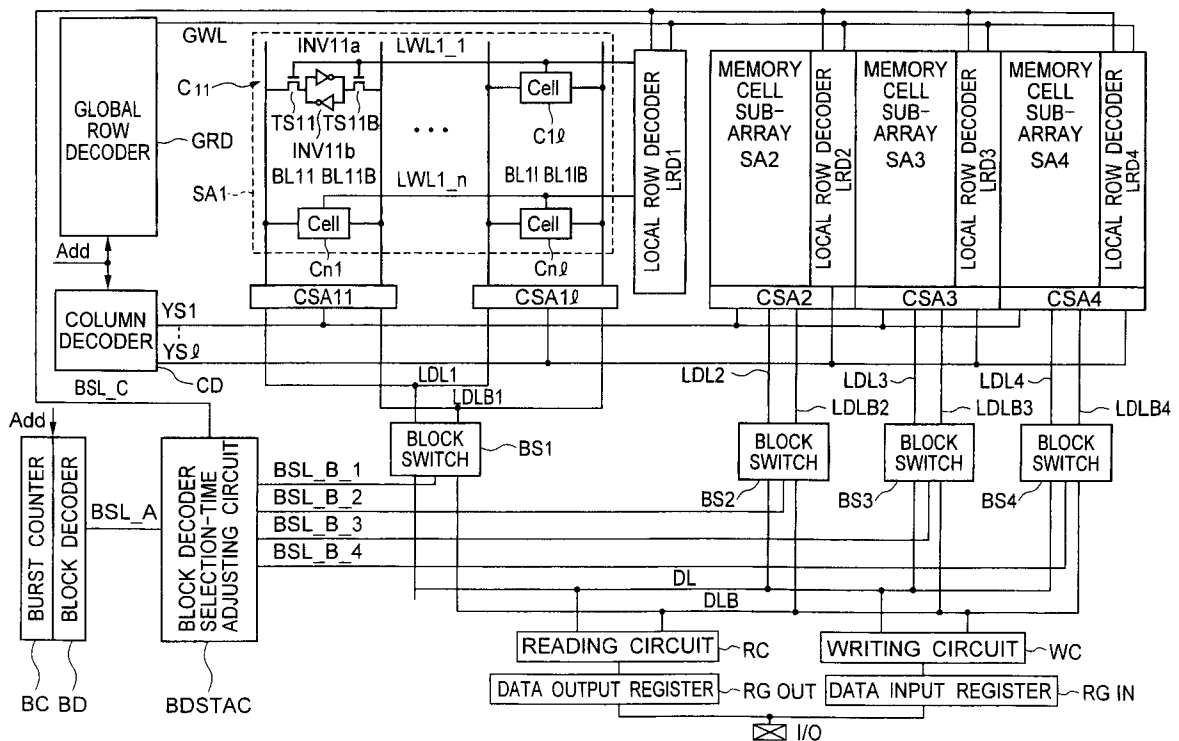 GLOBAL
ROW
DECODER
GWL
C11
GRD
SA1
Add
INV11a
LWL1_1
TS11 TS11B
INV11b
BL11 BL11B
Cell
C1ℓ
...
LWL1_n
BL11 BL11B
Cell
Cn1
Cell
Cnℓ
LOCAL ROW DECODER
LRD1
MEMORY
CELL
SUB-
ARRAY
SA2
LOCAL ROW DECODER
LRD2
MEMORY
CELL
SUB-
ARRAY
SA3
LOCAL ROW DECODER
LRD3
MEMORY
CELL
SUB-
ARRAY
SA4
LOCAL ROW DECODER
LRD4
CSA11
CSA1ℓ
CSA2
CSA3
CSA4
COLUMN
DECODER
YS1
YSℓ
CD
BSL_C
LDL1
LDLB1
LDL2
LDLB2
LDL3
LDLB3
LDL4
LDLB4
Add
BLOCK
SWITCH
BS1
BLOCK
SWITCH
BS2
BLOCK
SWITCH
BS3
BLOCK
SWITCH
BS4
BURST COUNTER
BLOCK DECODER
BSL_A
BLOCK DECODER
SELECTION-TIME
ADJUSTING CIRCUIT
BSL_B_1
BSL_B_2
BSL_B_3
BSL_B_4
DL
DLB
READING CIRCUIT
RC
WRITING CIRCUIT
WC
DATA OUTPUT REGISTER
RG OUT
DATA INPUT REGISTER
RG IN
BC BD
BDSTAC
I/O